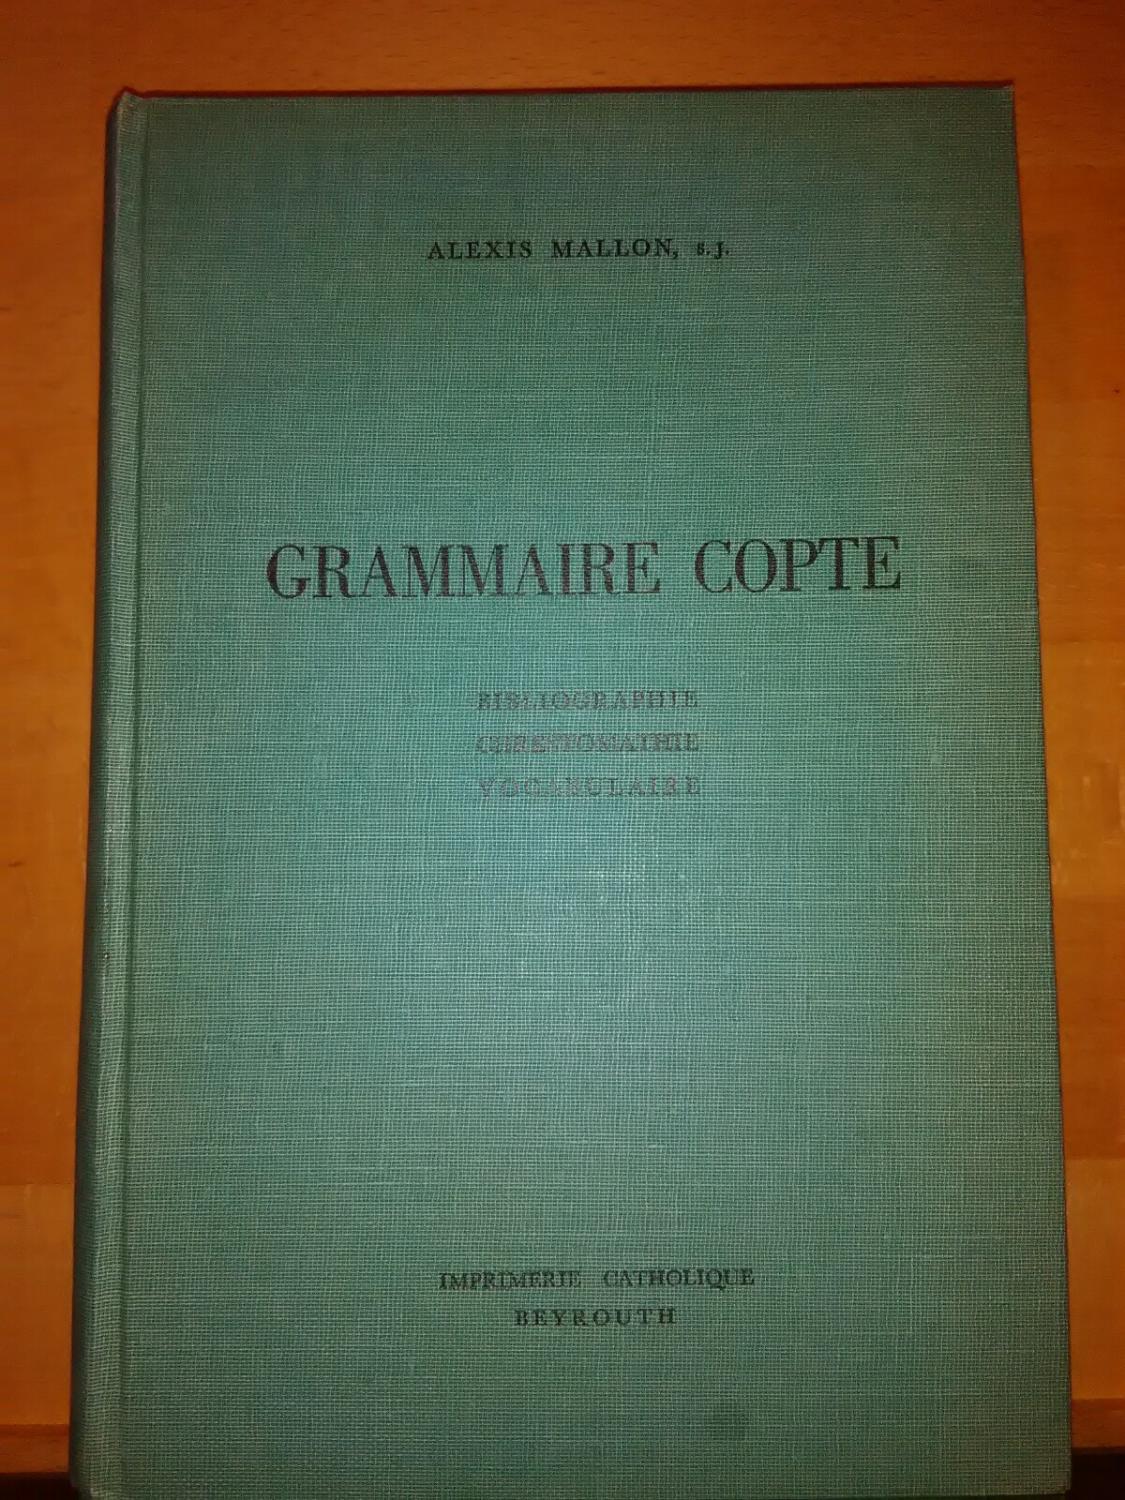 ALEXIS MALLON, s.j.
GRAMMAIRE COPTE
BIBLIOGRAPHIE
CHRESTOMATHIE
VOCABULAIRE
IMPRIMERIE CATHOLIQUE
BEYROUTH